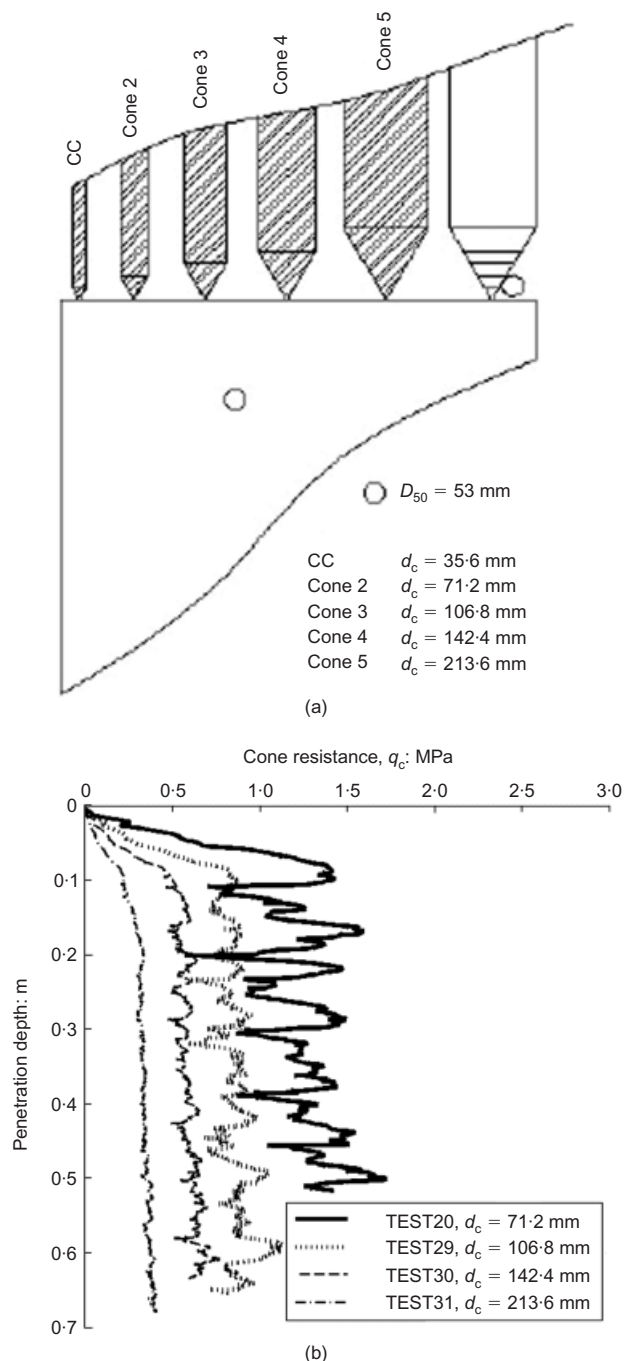 CC
Cone 2
Cone 3
Cone 4
Cone 5
D50 = 53 mm
CC dc = 35·6 mm
Cone 2 dc = 71·2 mm
Cone 3 dc = 106·8 mm
Cone 4 dc = 142·4 mm
Cone 5 dc = 213·6 mm
(a)
Cone resistance, qc: MPa
0 0·5 1·0 1·5 2·0 2·5 3·0
0
0·1
0·2
0·3
0·4
0·5
0·6
0·7
Penetration depth: m
TEST20, dc = 71·2 mm
TEST29, dc = 106·8 mm
TEST30, dc = 142·4 mm
TEST31, dc = 213·6 mm
(b)